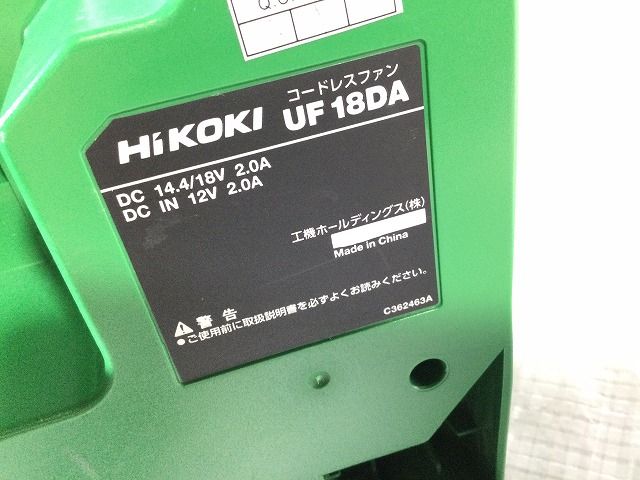 コードレスファン
HiKOKI UF 18DA
DC 14.4/18V 2.0A
DC IN 12V 2.0A
工機ホールディングス(株)
Made in China
⚠警告
●ご使用前に取扱説明書を必ずよくお読みください。
C362463A